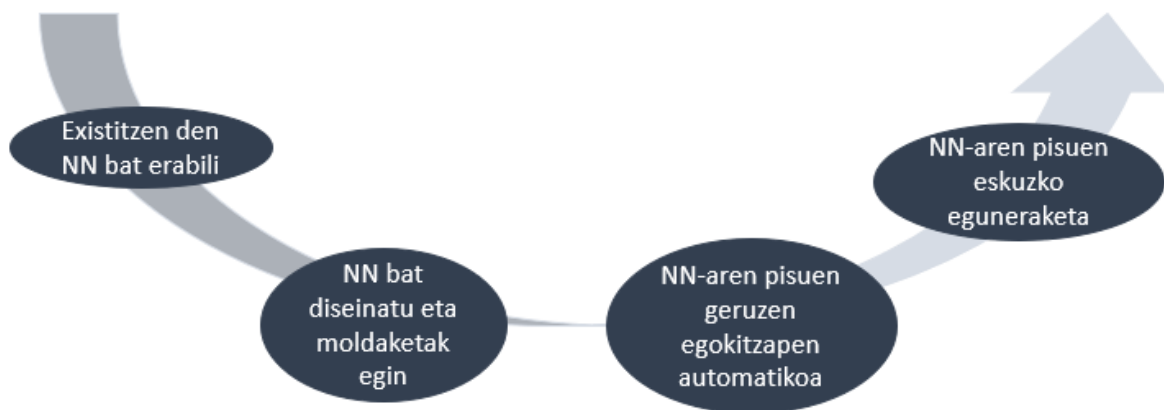 Existitzen den
NN bat erabili
NN bat
diseinatu eta
moldaketak
egin
NN-aren pisuen
geruzen
egokitzapen
automatikoa
NN-aren pisuen
eskuzko
eguneraketa